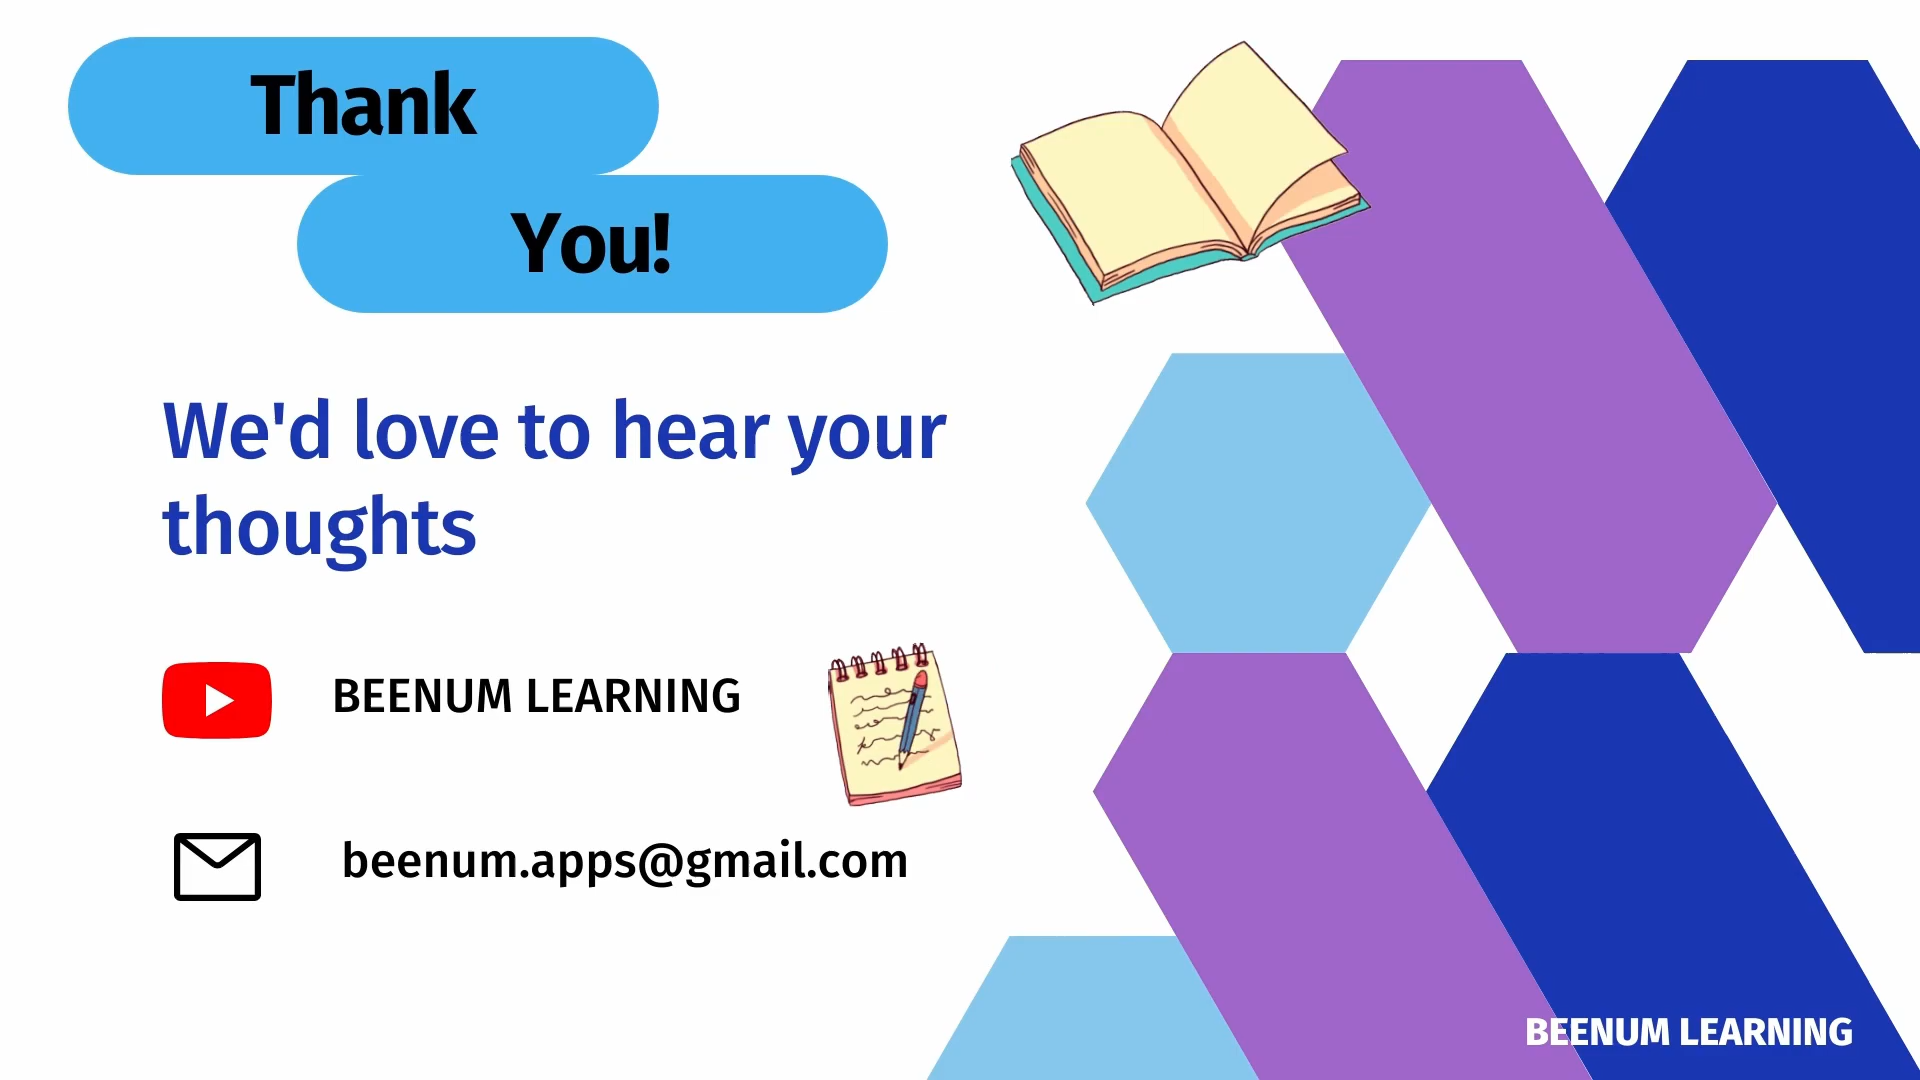 Thank
You!
We'd love to hear your
thoughts
BEENUM LEARNING
beenum.apps@gmail.com
BEENUM LEARNING